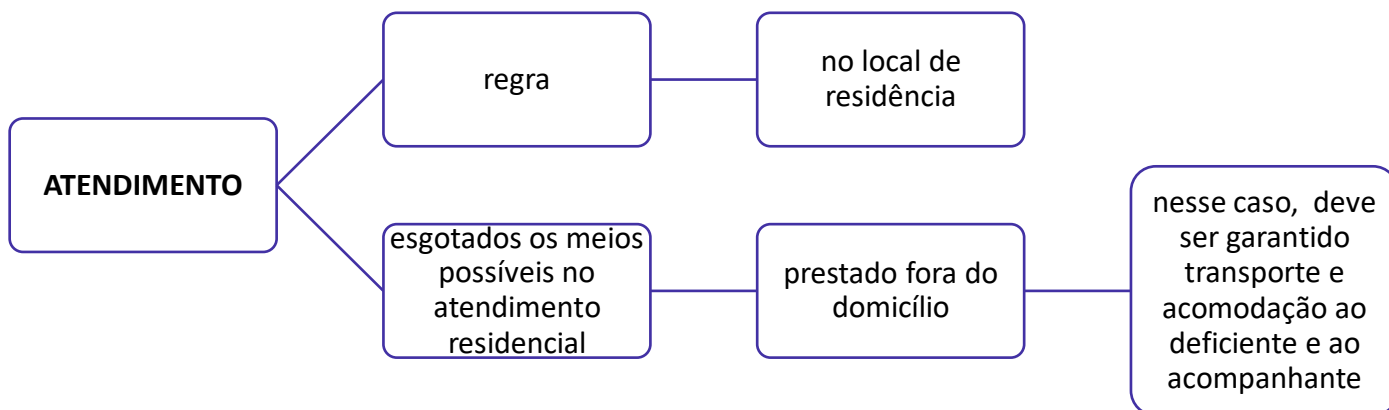 ATENDIMENTO
regra
no local de
residência
esgotados os meios
possíveis no
atendimento
residencial
prestado fora do
domicílio
nesse caso, deve
ser garantido
transporte e
acomodação ao
deficiente e ao
acompanhante